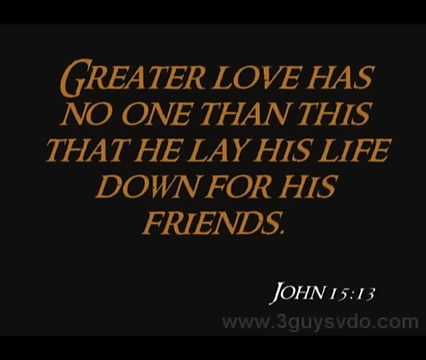 Greater love has
no one than this
that he lay his life
down for his
friends.
John 15:13
www.3guysvdo.com